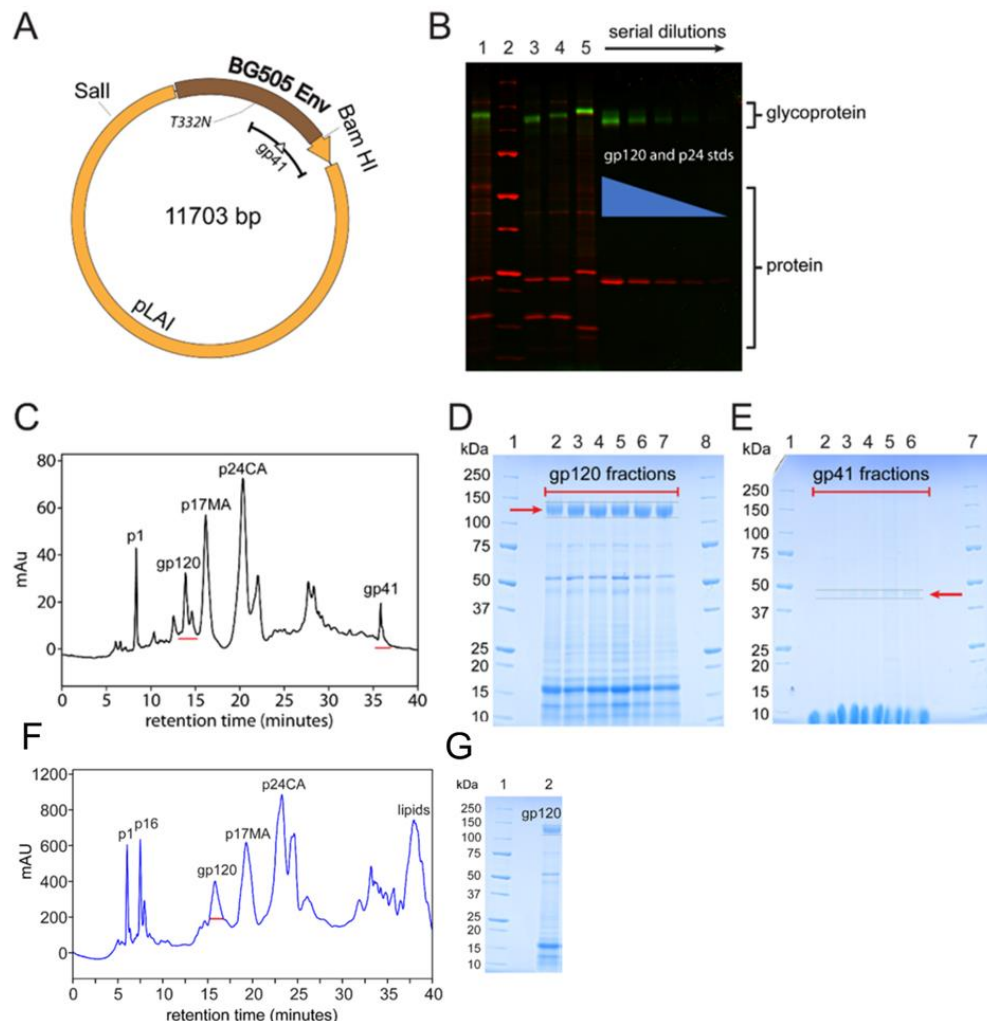 A
SalI
BG505 Env
T332N
gp41
Bam HI
11703 bp
pLAI
B
serial dilutions
1 2 3 4 5
glycoprotein
gp120 and p24 stds
protein
C
mAu
80
60
40
20
0
p1
gp120
p17MA
p24CA
gp41
0 10 15 20 25 30 35 40
retention time (minutes)
D
kDa 1 2 3 4 5 6 7 8
gp120 fractions
250
150
100
75
50
37
25
20
15
10
E
kDa 1 2 3 4 5 6 7
gp41 fractions
250
150
100
75
50
37
25
20
15
10
F
mAU
1200
1000
800
600
400
200
0
p1
p16
gp120
p17MA
p24CA
lipids
0 5 10 15 20 25 30 35 40
retention time (minutes)
G
kDa 1 2
gp120
250
150
100
75
50
37
25
20
15
10